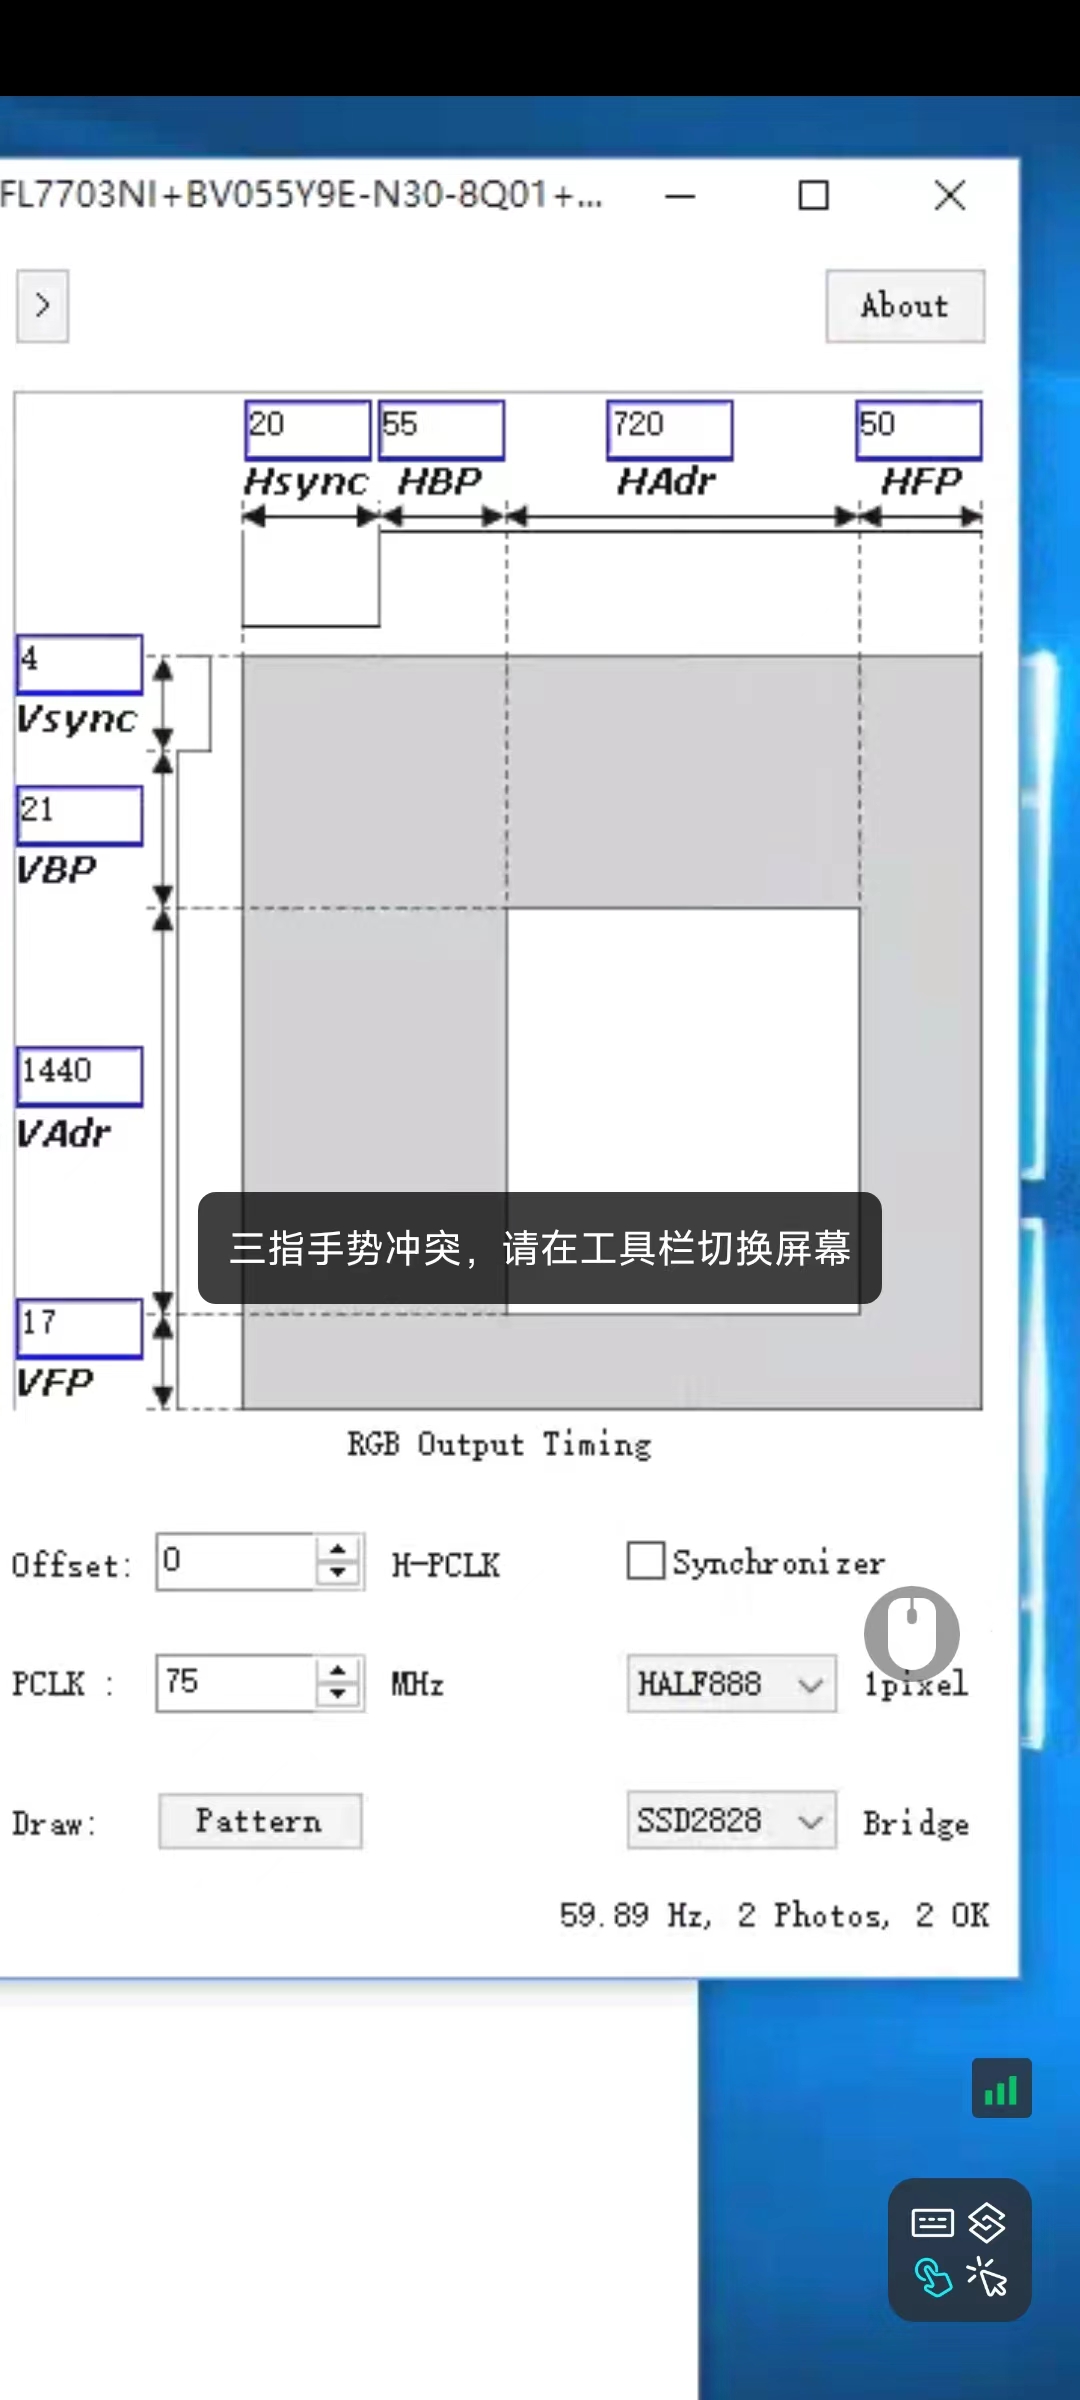 FL7703NI+BV055Y9E-N30-8Q01+...
>
About
20 55 720 50
Hsync HBP HAdr HFP
4
Vsync
21
VBP
1440
VAdr
三指手势冲突，请在工具栏切换屏幕
17
VFP
RGB Output Timing
Offset: 0 H-PCLK Synchronizer
PCLK : 75 MHz HALF888 1pixel
Draw: Pattern SSD2828 Bridge
59.89 Hz, 2 Photos, 2 OK